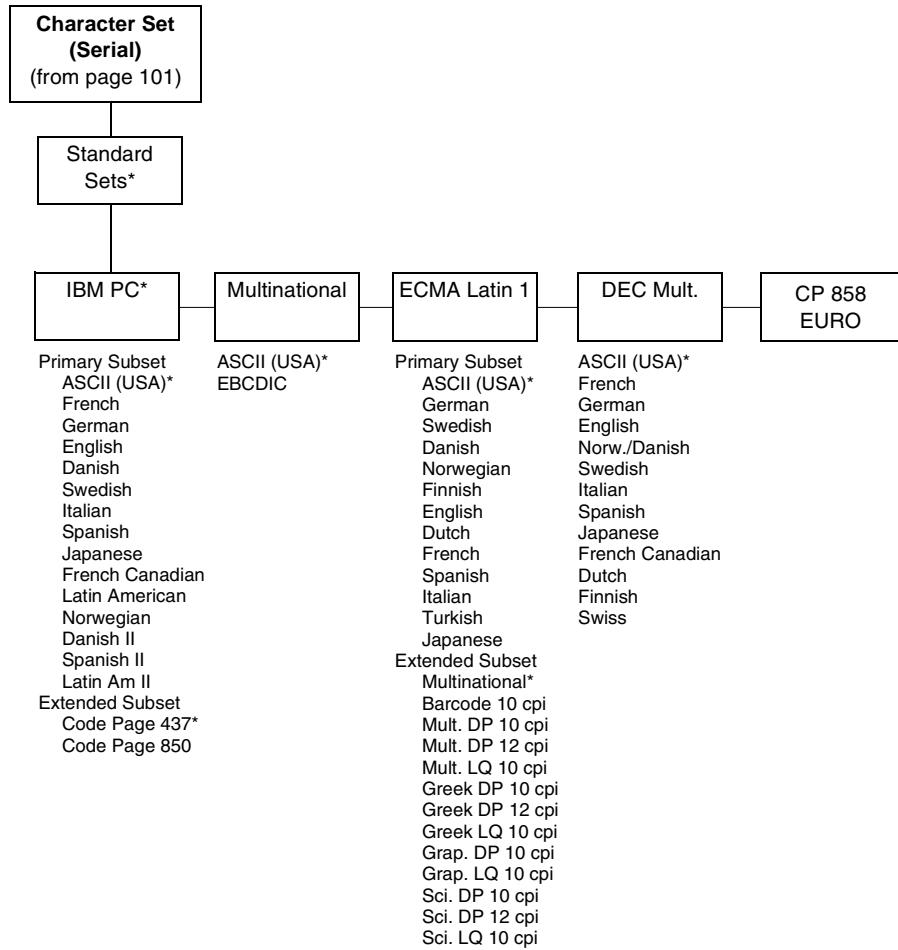 Character Set
(Serial)
(from page 101)
Standard
Sets*
IBM PC*
Multinational
ECMA Latin 1
DEC Mult.
CP 858
EURO
Primary Subset
ASCII (USA)*
French
German
English
Danish
Swedish
Italian
Spanish
Japanese
French Canadian
Latin American
Norwegian
Danish II
Spanish II
Latin Am II
Extended Subset
Code Page 437*
Code Page 850
ASCII (USA)*
EBCDIC
Primary Subset
ASCII (USA)*
German
Swedish
Danish
Norwegian
Finnish
English
Dutch
French
Spanish
Italian
Turkish
Japanese
Extended Subset
Multinational*
Barcode 10 cpi
Mult. DP 10 cpi
Mult. DP 12 cpi
Mult. LQ 10 cpi
Greek DP 10 cpi
Greek DP 12 cpi
Greek LQ 10 cpi
Grap. DP 10 cpi
Grap. LQ 10 cpi
Sci. DP 10 cpi
Sci. DP 12 cpi
Sci. LQ 10 cpi
ASCII (USA)*
French
German
English
Norw./Danish
Swedish
Italian
Spanish
Japanese
French Canadian
Dutch
Finnish
Swiss